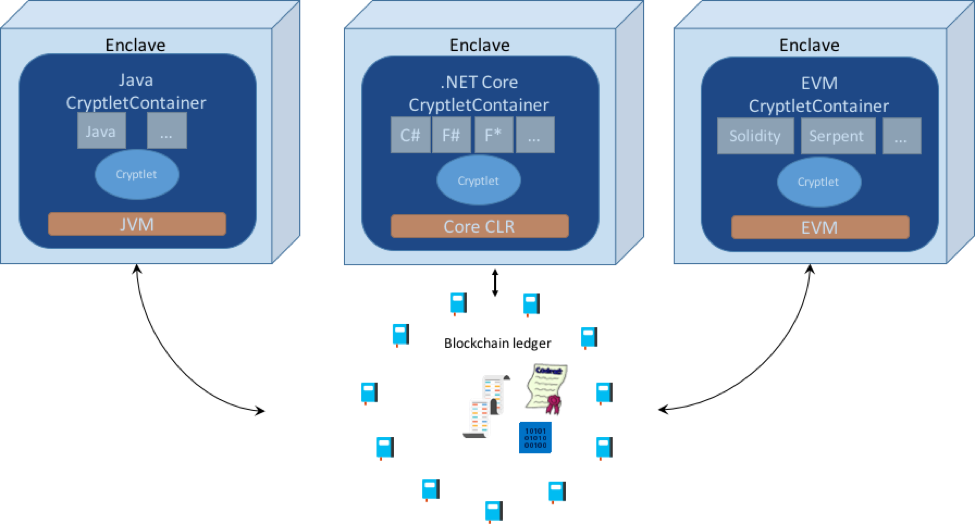 Enclave
Java
CryptletContainer
Java
...
Cryptlet
JVM
Enclave
.NET Core
CryptletContainer
C#
F#
F*
...
Cryptlet
Core CLR
Enclave
EVM
CryptletContainer
Solidity
Serpent
...
Cryptlet
EVM
Blockchain ledger
10101
01010
00100